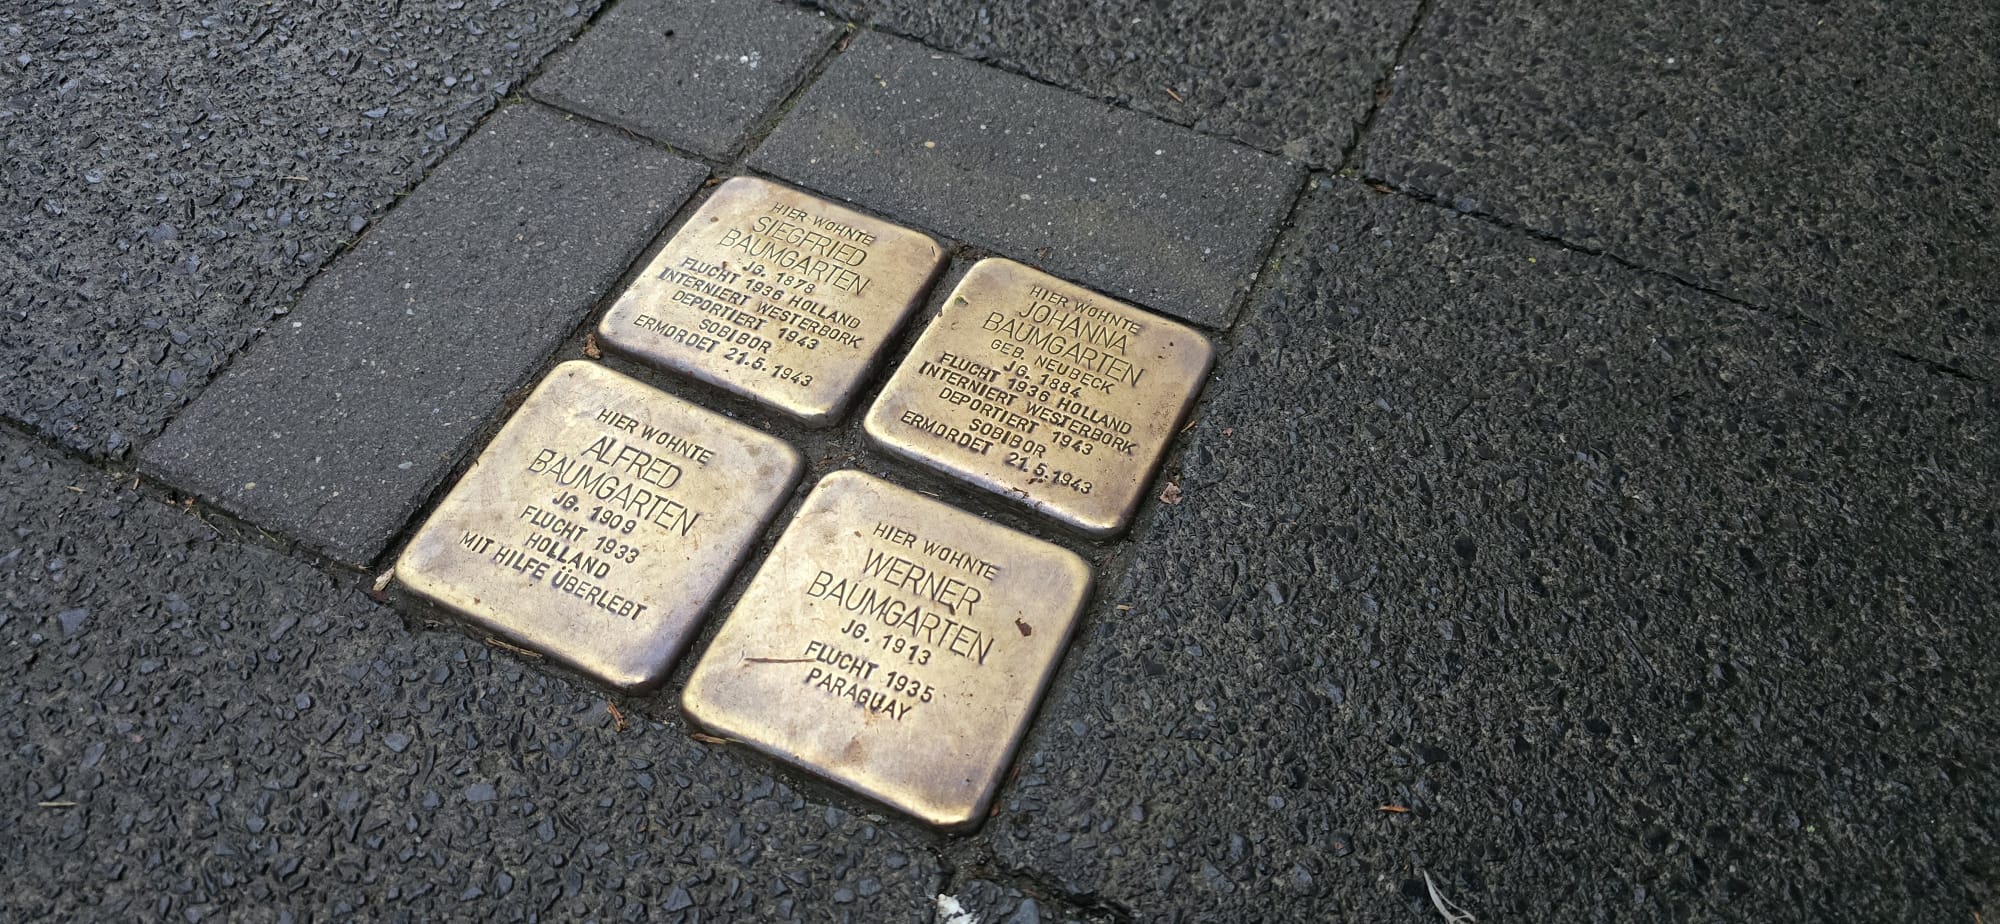 HIER WOHNTE
SIEGFRIED
BAUMGARTEN
JG. 1878
FLUCHT 1936 HOLLAND
INTERNIERT WESTERBORK
DEPORTIERT 1943
SOBIBOR
ERMORDET 21.5.1943
HIER WOHNTE
JOHANNA
BAUMGARTEN
GEB. NEUBECK
JG. 1884
FLUCHT 1936 HOLLAND
INTERNIERT WESTERBORK
DEPORTIERT 1943
SOBIBOR
ERMORDET 21.5.1943
HIER WOHNTE
ALFRED
BAUMGARTEN
JG. 1909
FLUCHT 1933
HOLLAND
MIT HILFE ÜBERLEBT
HIER WOHNTE
WERNER
BAUMGARTEN
JG. 1913
FLUCHT 1935
PARAGUAY